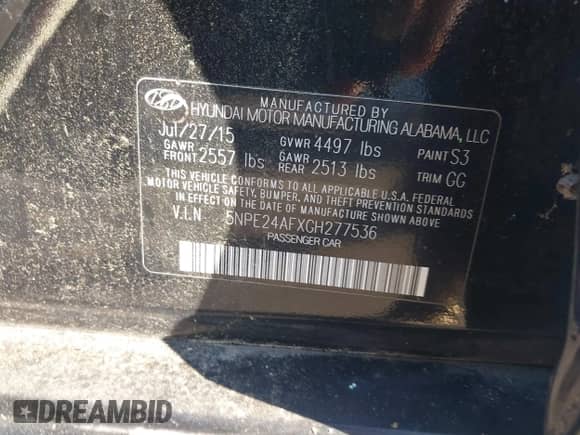 MANUFACTURED BY
HYUNDAI MOTOR MANUFACTURING ALABAMA, LLC
Jul/27/15 GVWR 4497 lbs PAINT S3
GAWR FRONT 2557 lbs GAWR REAR 2513 lbs TRIM GG
THIS VEHICLE CONFORMS TO ALL APPLICABLE U.S.A. FEDERAL
MOTOR VEHICLE SAFETY, BUMPER, AND THEFT PREVENTION STANDARDS
IN EFFECT ON THE DATE OF MANUFACTURE SHOWN ABOVE.
V.I.N 5NPE24AFXGH277536
PASSENGER CAR
DREAMBID